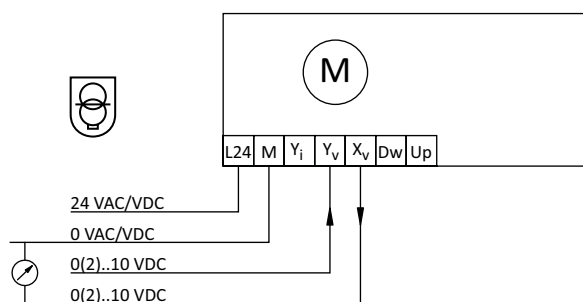 M
L24 M Yi Yv Xv Dw Up
24 VAC/VDC
0 VAC/VDC
0(2)..10 VDC
0(2)..10 VDC